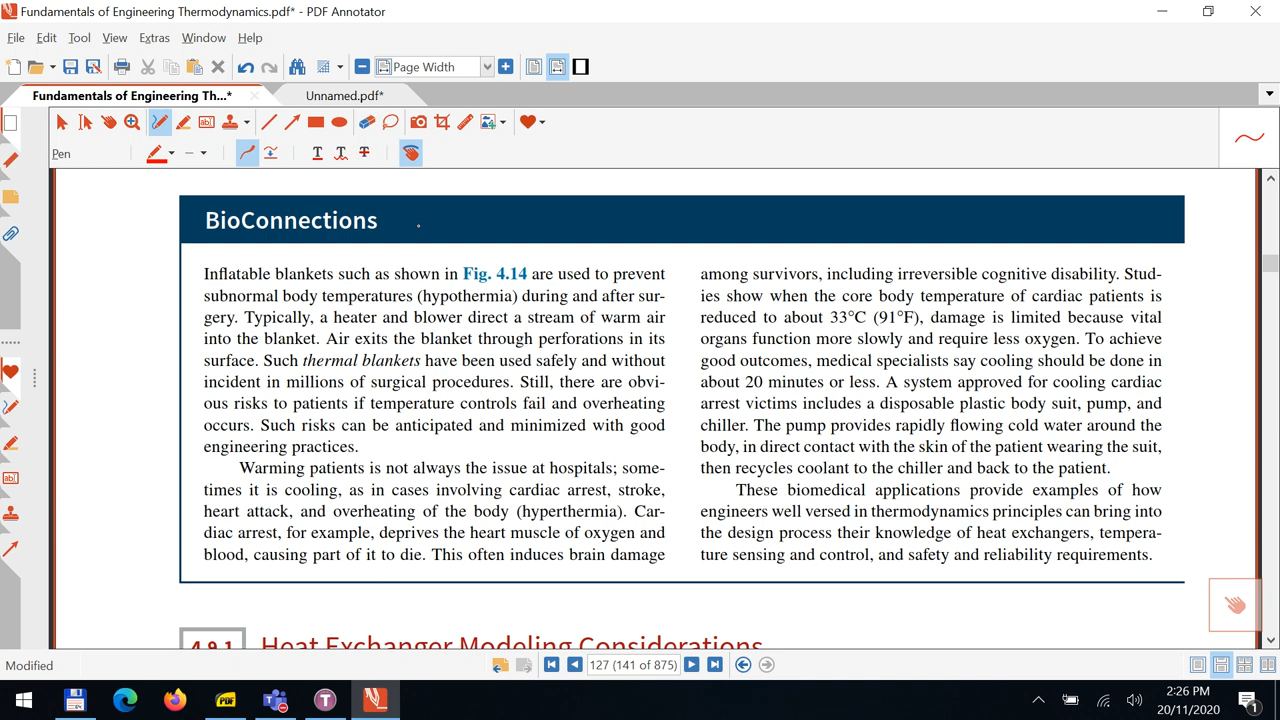 Fundamentals of Engineering Thermodynamics.pdf* - PDF Annotator
File Edit Tool View Extras Window Help
Page Width
Fundamentals of Engineering Th...* Unnamed.pdf*
Pen
BioConnections
Inflatable blankets such as shown in Fig. 4.14 are used to prevent
subnormal body temperatures (hypothermia) during and after sur-
gery. Typically, a heater and blower direct a stream of warm air
into the blanket. Air exits the blanket through perforations in its
surface. Such thermal blankets have been used safely and without
incident in millions of surgical procedures. Still, there are obvi-
ous risks to patients if temperature controls fail and overheating
occurs. Such risks can be anticipated and minimized with good
engineering practices.
Warming patients is not always the issue at hospitals; some-
times it is cooling, as in cases involving cardiac arrest, stroke,
heart attack, and overheating of the body (hyperthermia). Car-
diac arrest, for example, deprives the heart muscle of oxygen and
blood, causing part of it to die. This often induces brain damage
among survivors, including irreversible cognitive disability. Stud-
ies show when the core body temperature of cardiac patients is
reduced to about 33°C (91°F), damage is limited because vital
organs function more slowly and require less oxygen. To achieve
good outcomes, medical specialists say cooling should be done in
about 20 minutes or less. A system approved for cooling cardiac
arrest victims includes a disposable plastic body suit, pump, and
chiller. The pump provides rapidly flowing cold water around the
body, in direct contact with the skin of the patient wearing the suit,
then recycles coolant to the chiller and back to the patient.
These biomedical applications provide examples of how
engineers well versed in thermodynamics principles can bring into
the design process their knowledge of heat exchangers, tempera-
ture sensing and control, and safety and reliability requirements.
4.9.1 Heat Exchanger Modeling Considerations
Modified
127 (141 of 875)
2:26 PM
20/11/2020
1